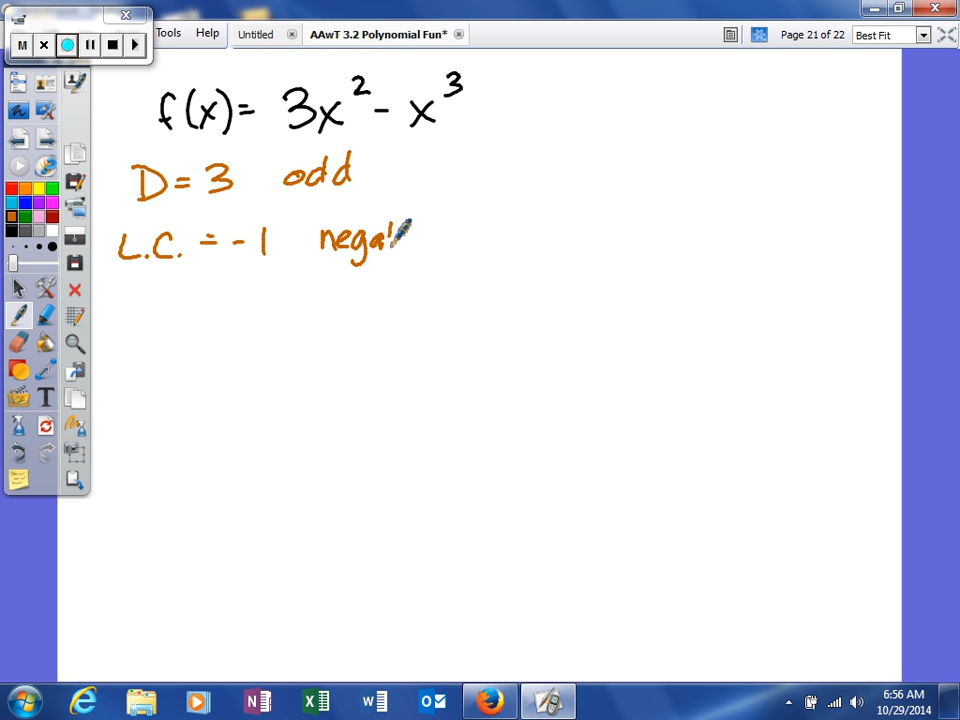 M
Tools Help Untitled AAwT 3.2 Polynomial Fun* Page 21 of 22 Best Fit
f(x) = 3x² - x³
D = 3 odd
L.C. = -1 negat
T
6:56 AM
10/29/2014